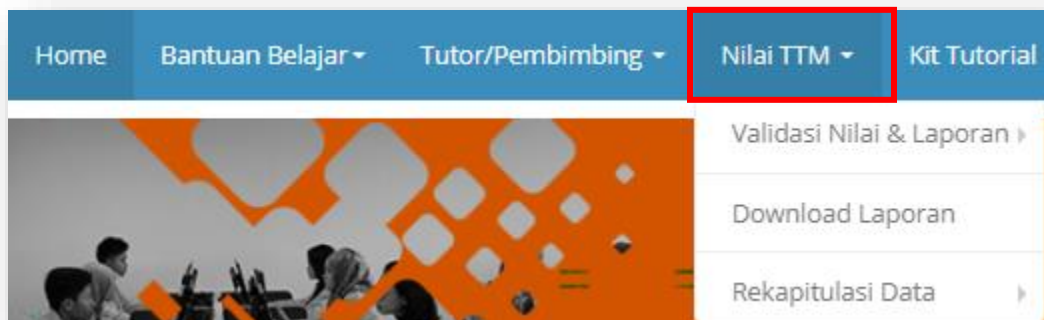 Home Bantuan Belajar Tutor/Pembimbing Nilai TTM Kit Tutorial
Validasi Nilai & Laporan
Download Laporan
Rekapitulasi Data